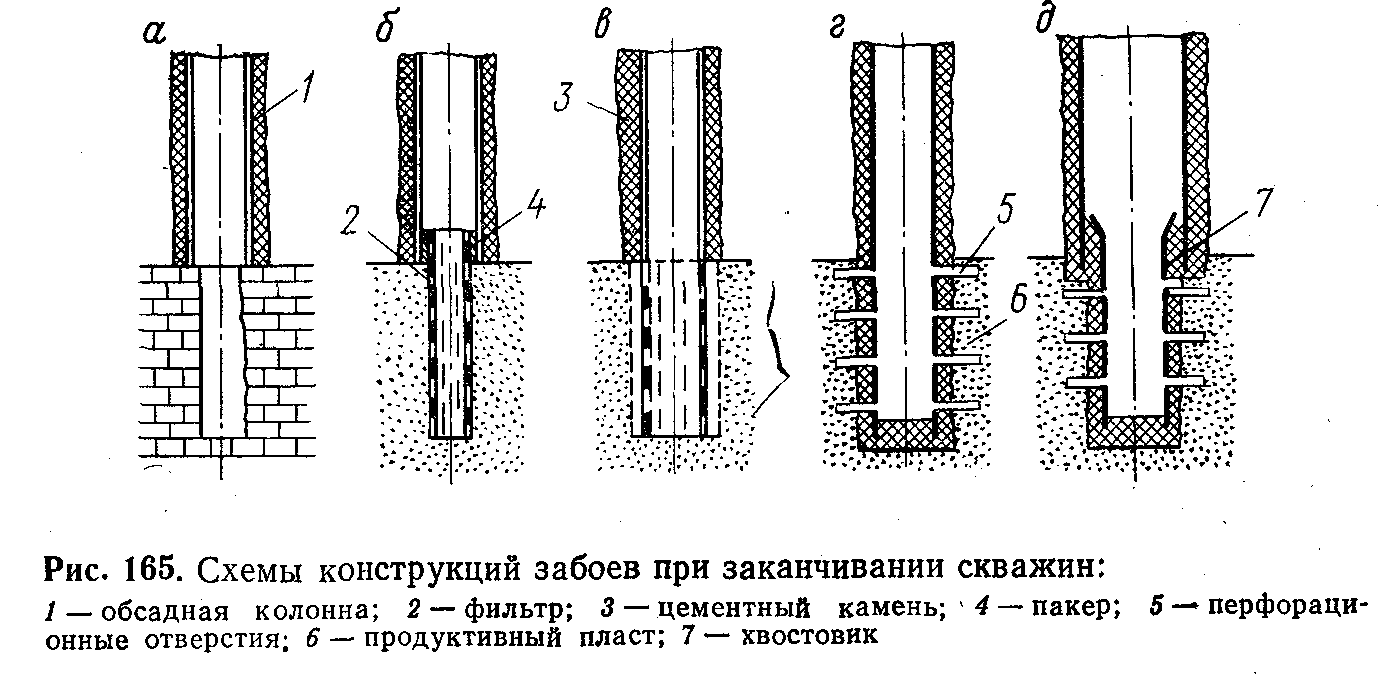 а б в г д
1
3
2 4 5 7
6
Рис. 165. Схемы конструкций забоев при заканчивании скважин:
1 — обсадная колонна; 2 — фильтр; 3 — цементный камень; 4 — пакер; 5 — перфораци-
онные отверстия; 6 — продуктивный пласт; 7 — хвостовик